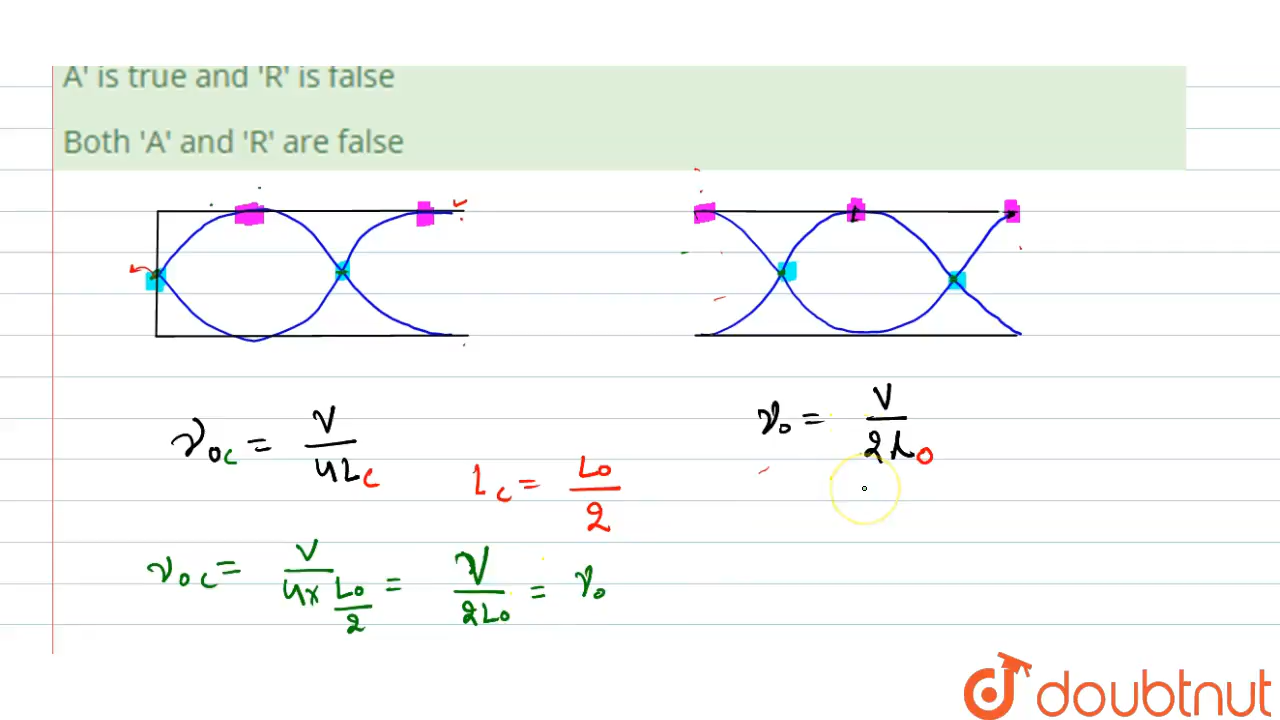 A' is true and 'R' is false
Both 'A' and 'R' are false
ν₀c = V / 4Lc
Lc = L₀ / 2
ν₀ = V / 2L₀
ν₀c = V / 4× L₀/2 = V / 2L₀ = ν₀
doubtnut